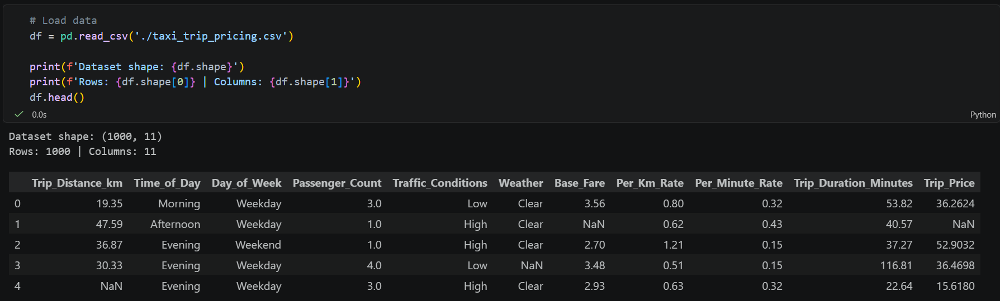 # Load data
df = pd.read_csv('./taxi_trip_pricing.csv')
print(f'Dataset shape: {df.shape}')
print(f'Rows: {df.shape[0]} | Columns: {df.shape[1]}')
df.head()
0.0s
Python
Dataset shape: (1000, 11)
Rows: 1000 | Columns: 11
Trip_Distance_km Time_of_Day Day_of_Week Passenger_Count Traffic_Conditions Weather Base_Fare Per_Km_Rate Per_Minute_Rate Trip_Duration_Minutes Trip_Price
0 19.35 Morning Weekday 3.0 Low Clear 3.56 0.80 0.32 53.82 36.2624
1 47.59 Afternoon Weekday 1.0 High Clear NaN 0.62 0.43 40.57 NaN
2 36.87 Evening Weekend 1.0 High Clear 2.70 1.21 0.15 37.27 52.9032
3 30.33 Evening Weekday 4.0 Low NaN 3.48 0.51 0.15 116.81 36.4698
4 NaN Evening Weekday 3.0 High Clear 2.93 0.63 0.32 22.64 15.6180